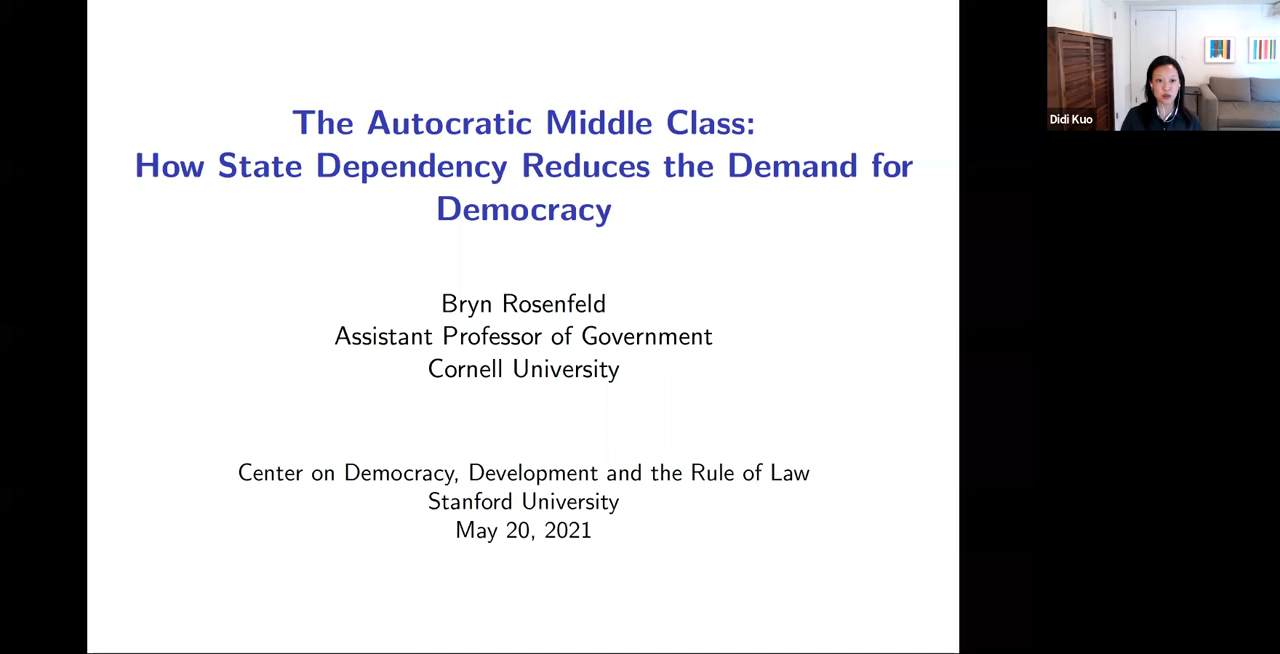 The Autocratic Middle Class:
How State Dependency Reduces the Demand for
Democracy
Bryn Rosenfeld
Assistant Professor of Government
Cornell University
Center on Democracy, Development and the Rule of Law
Stanford University
May 20, 2021
Didi Kuo